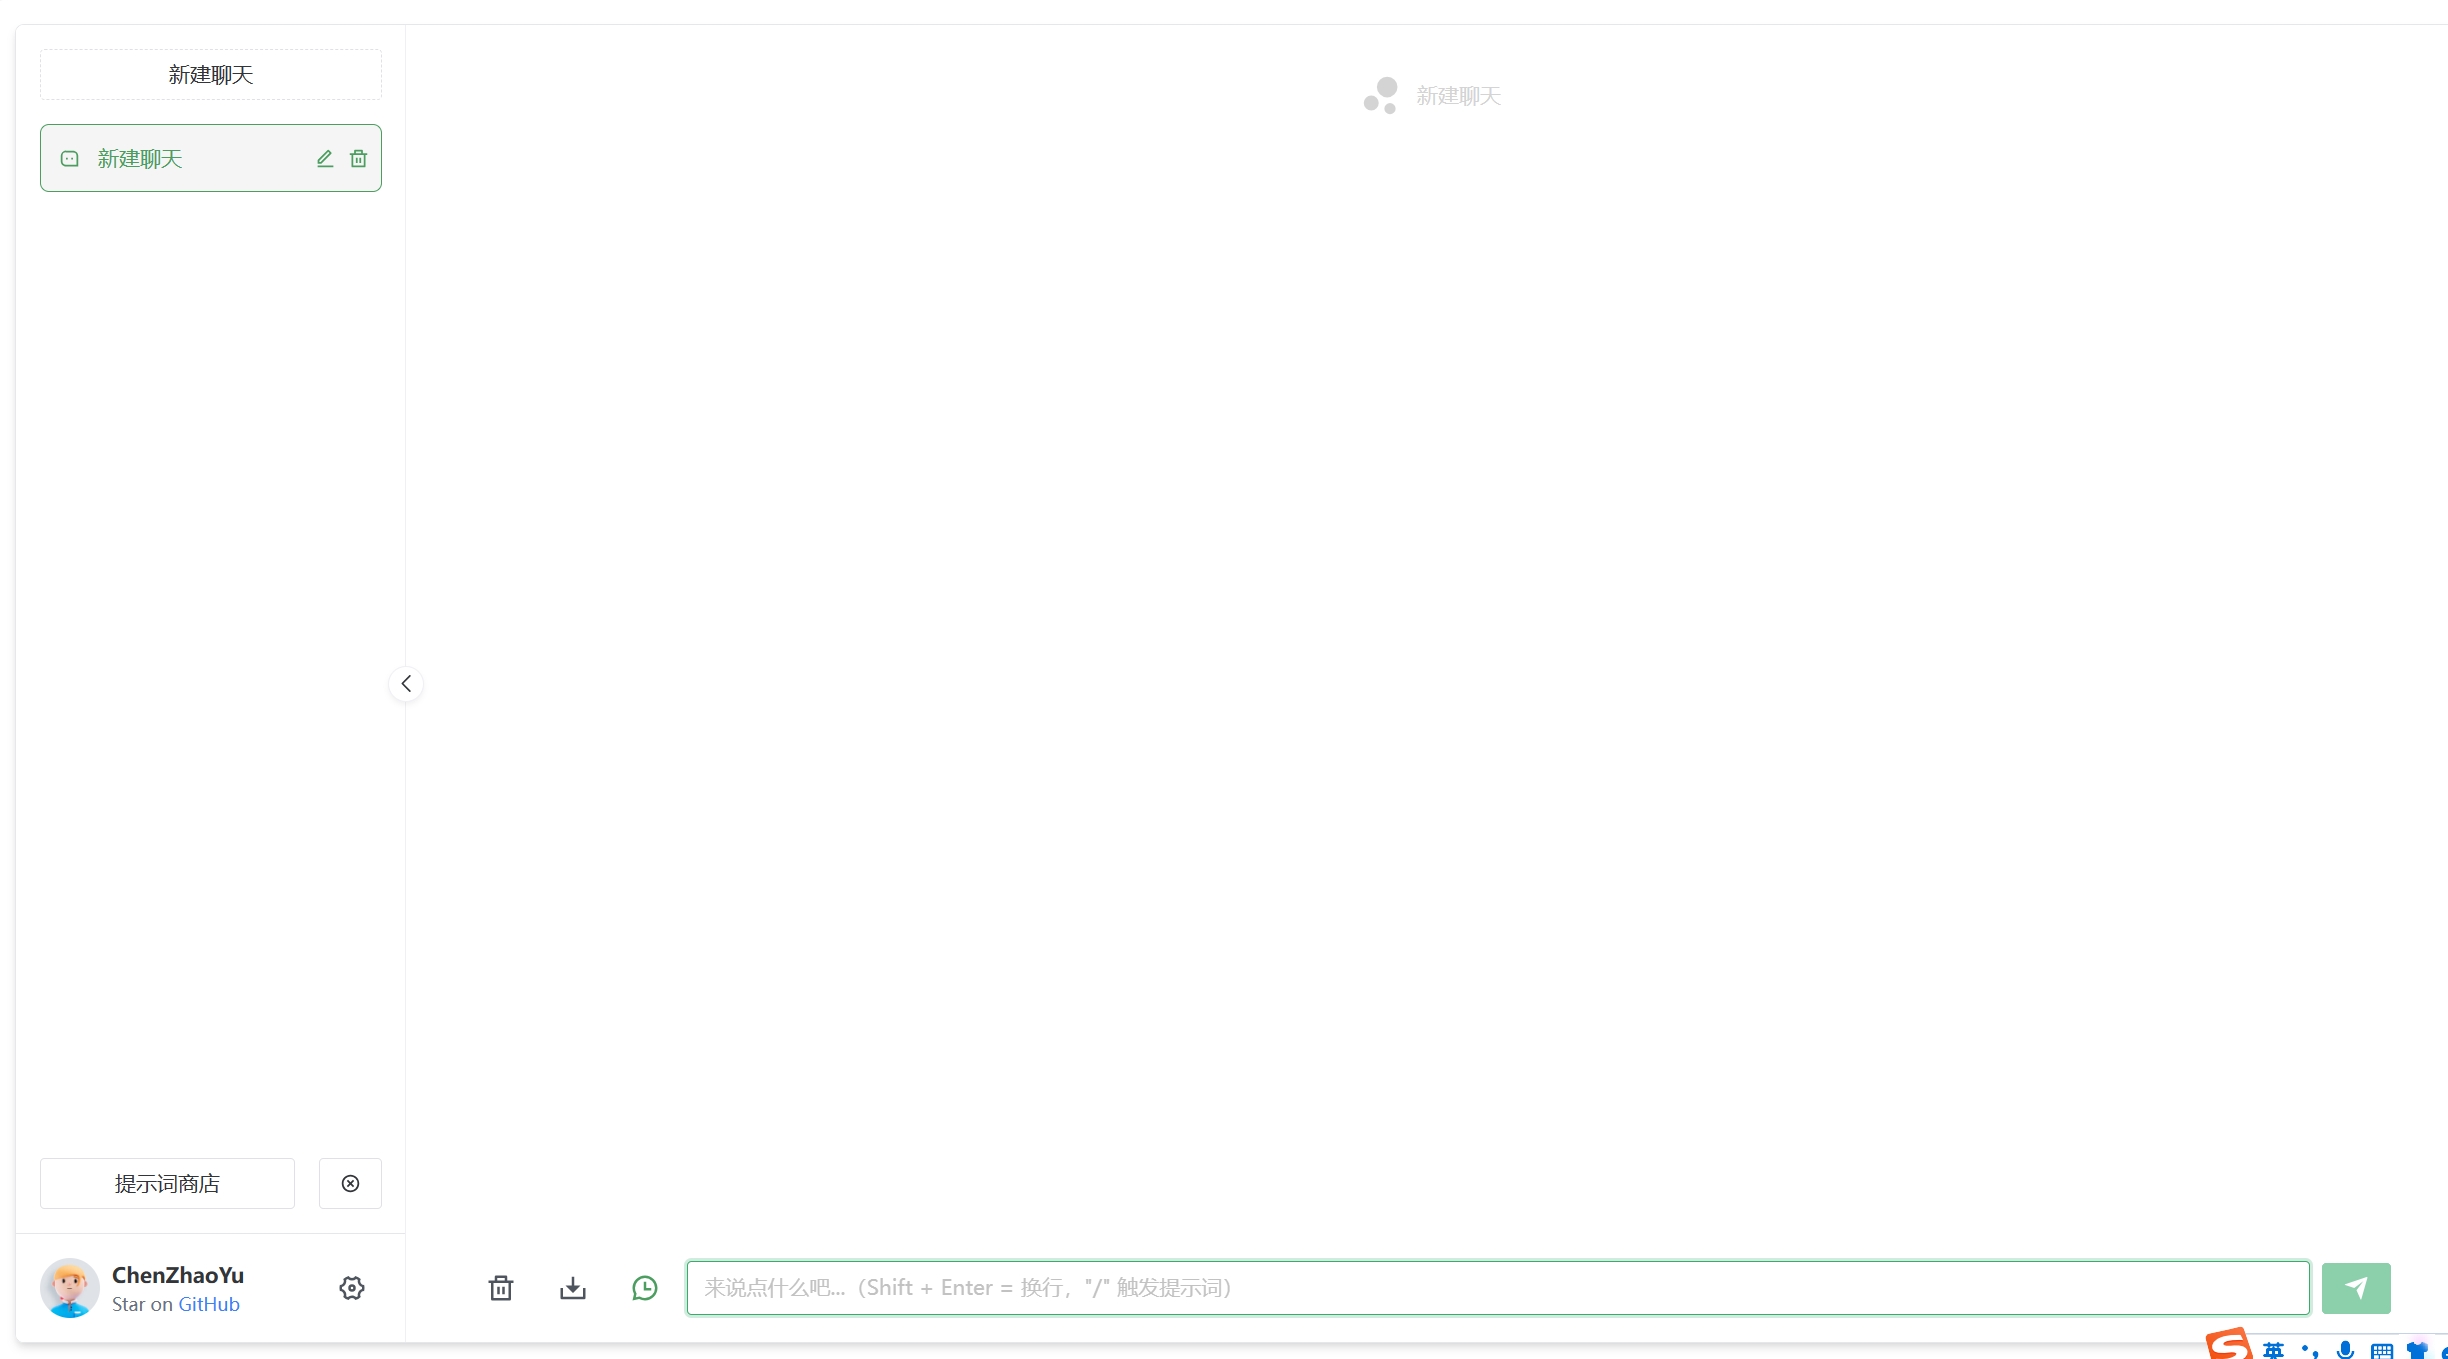 新建聊天
新建聊天
新建聊天
提示词商店
ChenZhaoYu
Star on GitHub
来说点什么吧...（Shift + Enter = 换行，"/" 触发提示词）
英